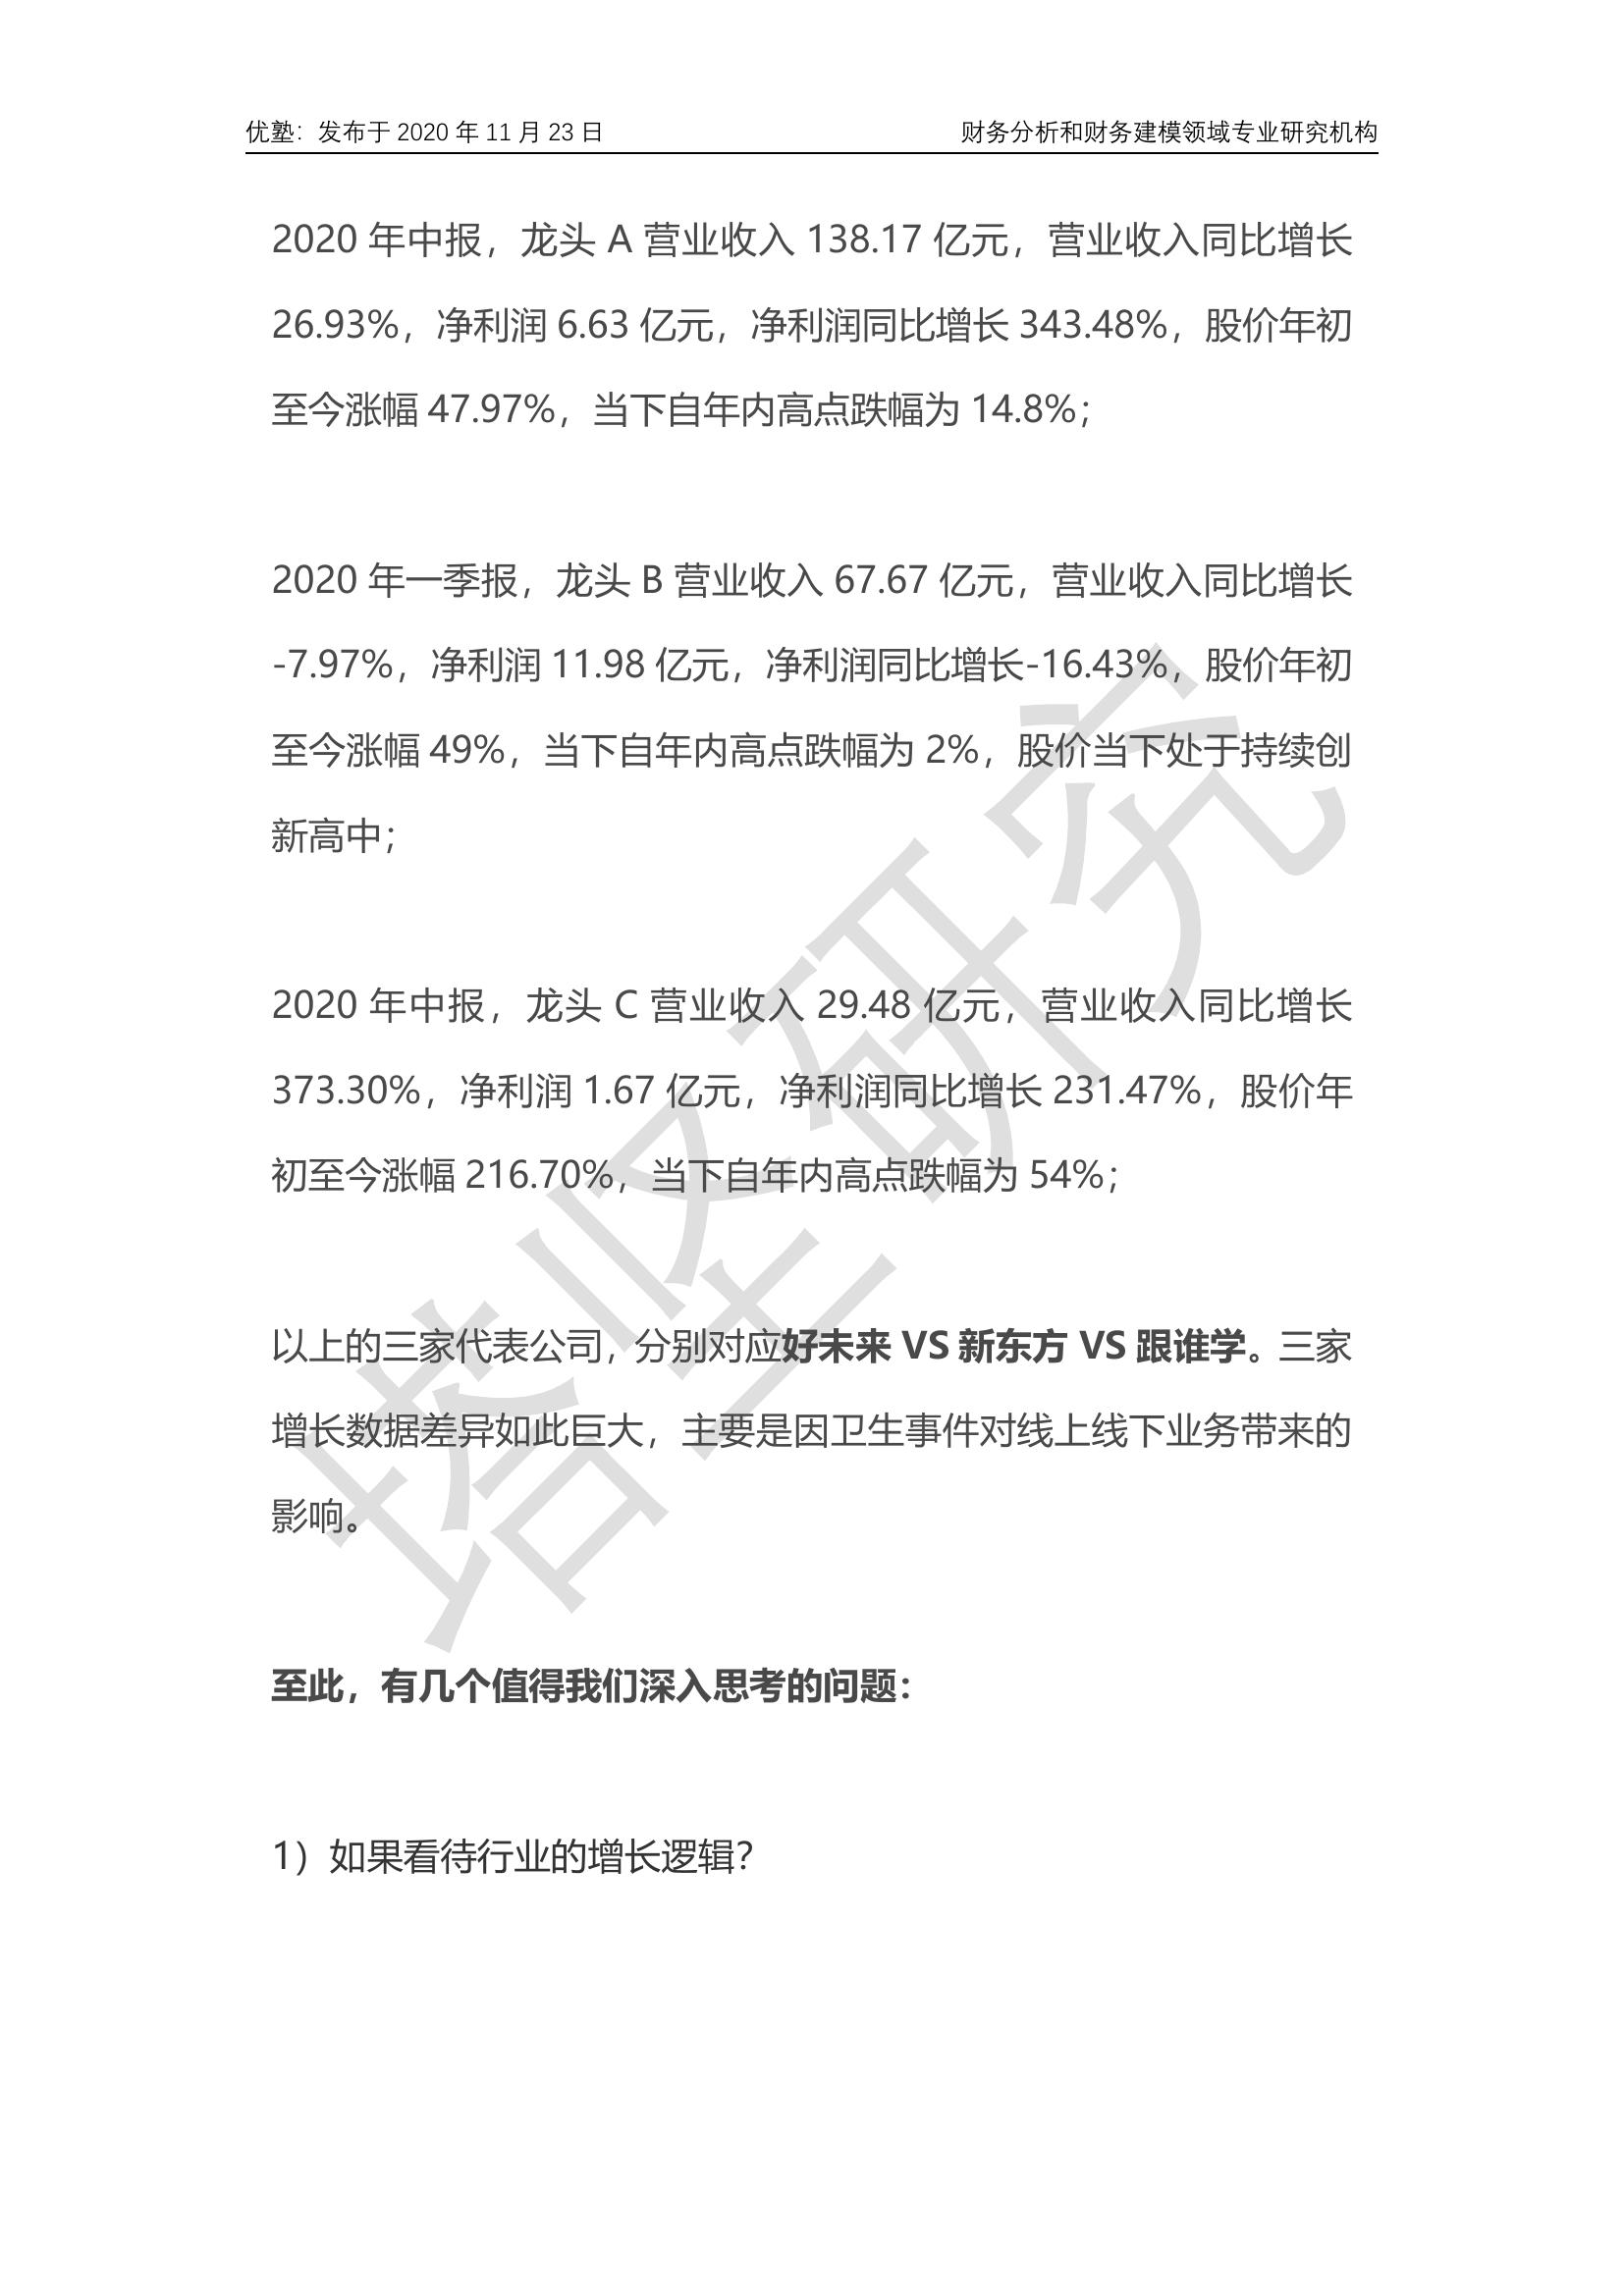 优塾：发布于 2020 年 11 月 23 日 财务分析和财务建模领域专业研究机构
2020 年中报，龙头 A 营业收入 138.17 亿元，营业收入同比增长
26.93%，净利润 6.63 亿元，净利润同比增长 343.48%，股价年初
至今涨幅 47.97%，当下自年内高点跌幅为 14.8%；
2020 年一季报，龙头 B 营业收入 67.67 亿元，营业收入同比增长
-7.97%，净利润 11.98 亿元，净利润同比增长-16.43%，股价年初
至今涨幅 49%，当下自年内高点跌幅为 2%，股价当下处于持续创
新高中；
2020 年中报，龙头 C 营业收入 29.48 亿元，营业收入同比增长
373.30%，净利润 1.67 亿元，净利润同比增长 231.47%，股价年
初至今涨幅 216.70%，当下自年内高点跌幅为 54%；
以上的三家代表公司，分别对应好未来 VS 新东方 VS 跟谁学。三家
增长数据差异如此巨大，主要是因卫生事件对线上线下业务带来的
影响。
至此，有几个值得我们深入思考的问题：
1）如果看待行业的增长逻辑？
塔坚研究